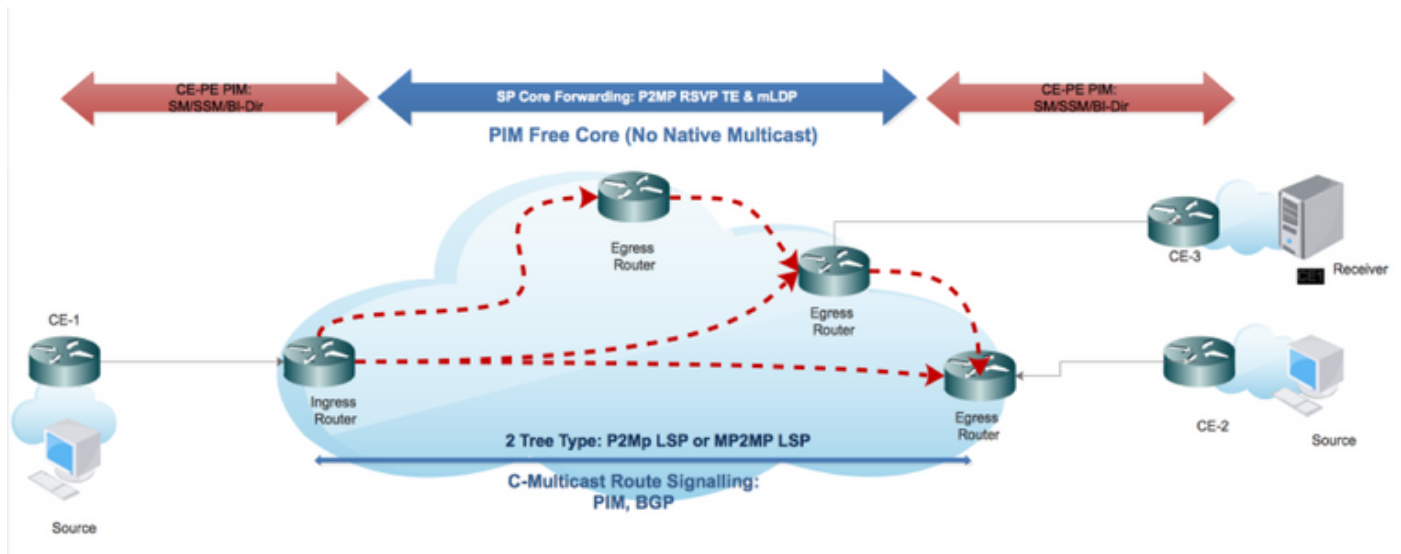 CE-PE PIM:
SM/SSM/BI-Dir
SP Core Forwarding: P2MP RSVP TE & mLDP
CE-PE PIM:
SM/SSM/BI-Dir
PIM Free Core (No Native Multicast)
Egress
Router
CE-3
CE1
Receiver
CE-1
Egress
Router
Ingress
Router
Egress
Router
CE-2
Source
2 Tree Type: P2Mp LSP or MP2MP LSP
C-Multicast Route Signalling:
PIM, BGP
Source